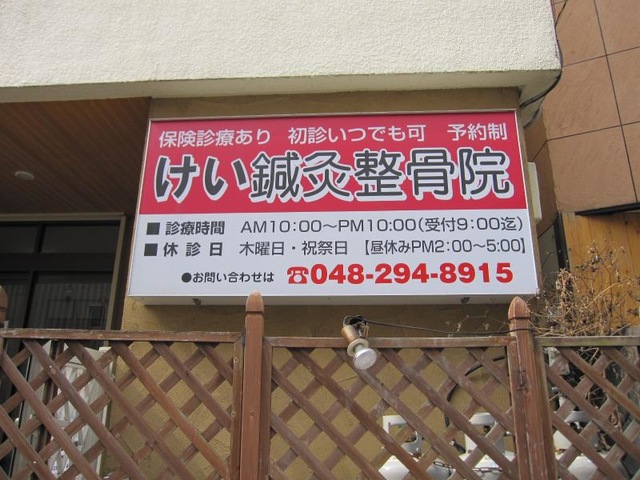 保険診療あり 初診いつでも可 予約制
けい鍼灸整骨院
■ 診療時間 AM10:00〜PM10:00(受付9:00迄)
■ 休診日 木曜日・祝祭日 【昼休みPM2:00〜5:00】
●お問い合わせは ☎048-294-8915